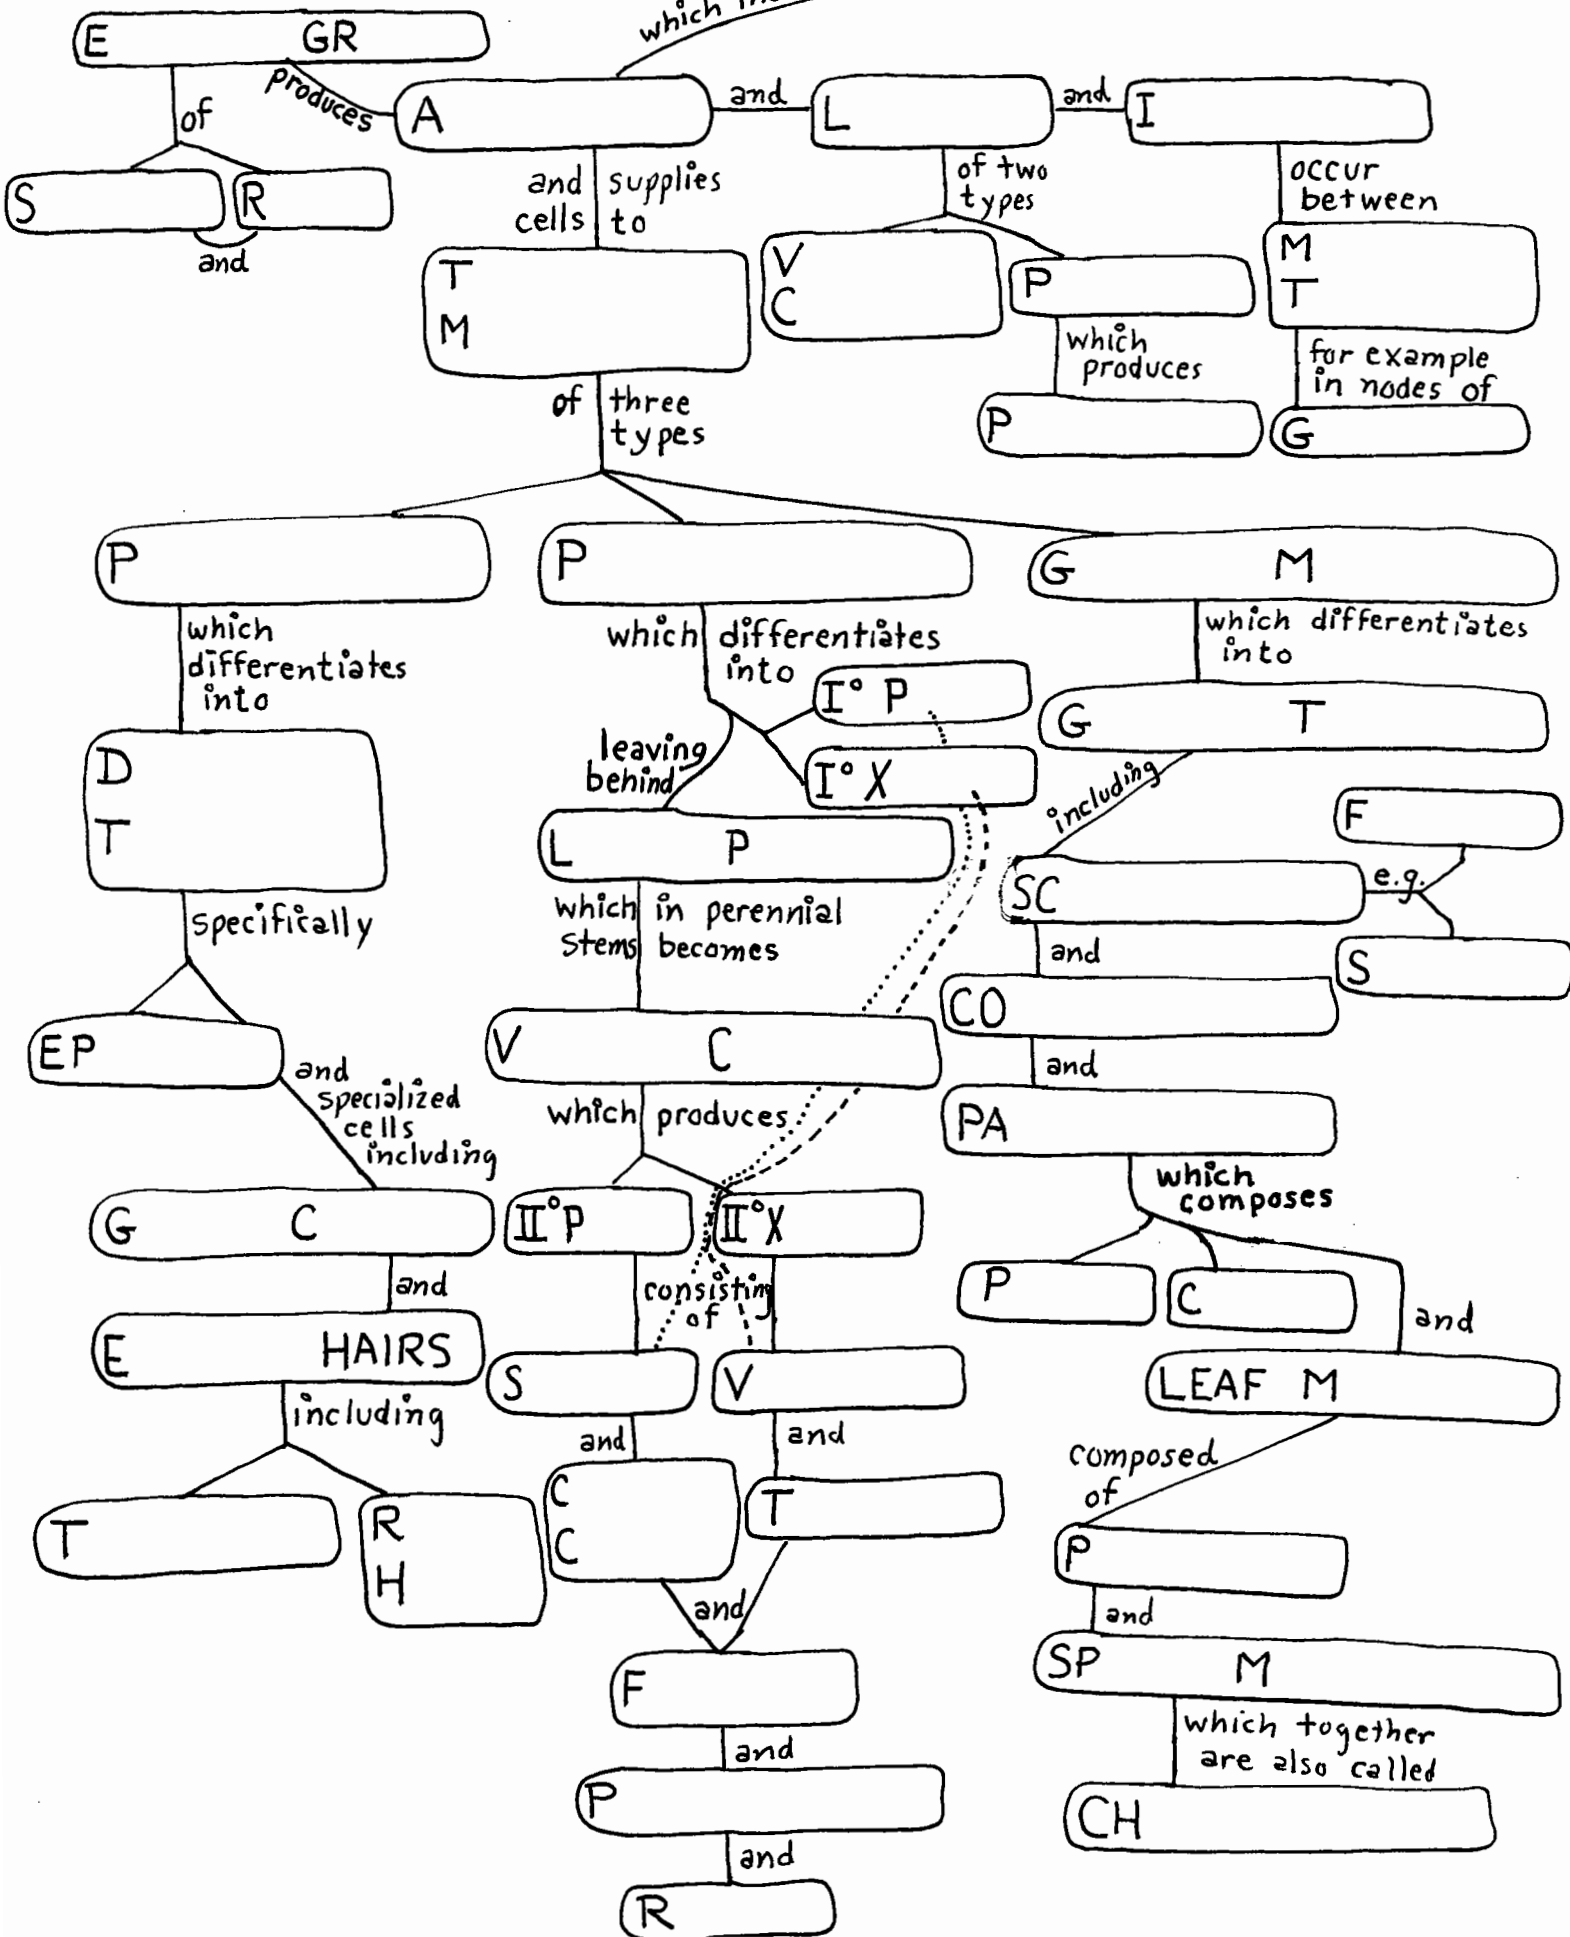 which
E GR
produces
of
A
and
L
and
I
S
R
and
and cells
supplies to
of two
types
occur
between
T
M
V
C
P
M
T
which
produces
for example
in nodes of
of three
types
P
G
P
P
G M
which
differentiates
into
which differentiates
into
which differentiates
into
I° P
I° X
G T
leaving
behind
including
D
T
L P
F
SC
e.g.
which in perennial
stems becomes
specifically
and
S
CO
EP
V C
and
and
specialized
cells
including
which produces
PA
which
composes
G C
II° P
II° X
and
consisting
of
P
C
and
E HAIRS
S
V
LEAF M
including
and
and
composed
of
T
R
H
C
C
T
P
and
and
F
SP M
and
which together
are also called
P
CH
and
R